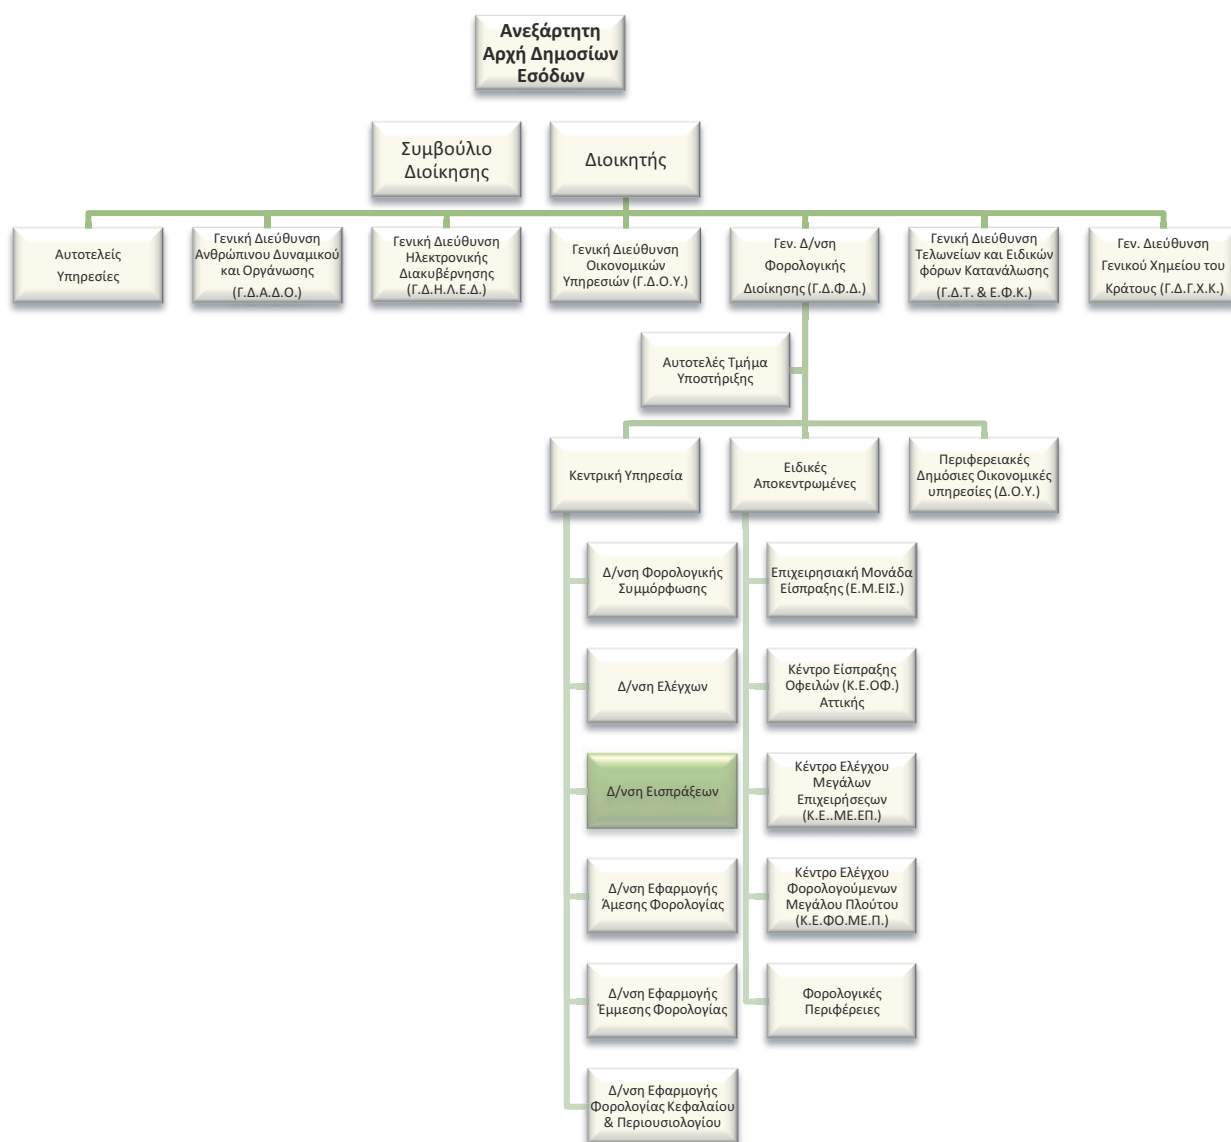 Ανεξάρτητη
Αρχή Δημοσίων
Εσόδων
Συμβούλιο
Διοίκησης
Διοικητής
Αυτοτελείς
Υπηρεσίες
Γενική Διεύθυνση
Ανθρώπινου Δυναμικού
και Οργάνωσης
(Γ.Δ.Α.Δ.Ο.)
Γενική Διεύθυνση
Ηλεκτρονικής
Διακυβέρνησης
(Γ.Δ.Η.Λ.Ε.Δ.)
Γενική Διεύθυνση
Οικονομικών
Υπηρεσιών (Γ.Δ.Ο.Υ.)
Γεν. Δ/νση
Φορολογικής
Διοίκησης (Γ.Δ.Φ.Δ.)
Γενική Διεύθυνση
Τελωνείων και Ειδικών
φόρων Κατανάλωσης
(Γ.Δ.Τ. & Ε.Φ.Κ.)
Γεν. Διεύθυνση
Γενικού Χημείου του
Κράτους (Γ.Δ.Γ.Χ.Κ.)
Αυτοτελές Τμήμα
Υποστήριξης
Κεντρική Υπηρεσία
Ειδικές
Αποκεντρωμένες
Περιφερειακές
Δημόσιες Οικονομικές
υπηρεσίες (Δ.Ο.Υ.)
Δ/νση Φορολογικής
Συμμόρφωσης
Δ/νση Ελέγχων
Δ/νση Εισπράξεων
Δ/νση Εφαρμογής
Άμεσης Φορολογίας
Δ/νση Εφαρμογής
Έμμεσης Φορολογίας
Δ/νση Εφαρμογής
Φορολογίας Κεφαλαίου
& Περιουσιολογίου
Επιχειρησιακή Μονάδα
Είσπραξης (Ε.Μ.ΕΙΣ.)
Κέντρο Είσπραξης
Οφειλών (Κ.Ε.ΟΦ.)
Αττικής
Κέντρο Ελέγχου
Μεγάλων
Επιχειρήσεςων
(Κ.Ε..ΜΕ.ΕΠ.)
Κέντρο Ελέγχου
Φορολογούμενων
Μεγάλου Πλούτου
(Κ.Ε.ΦΟ.ΜΕ.Π.)
Φορολογικές
Περιφέρειες